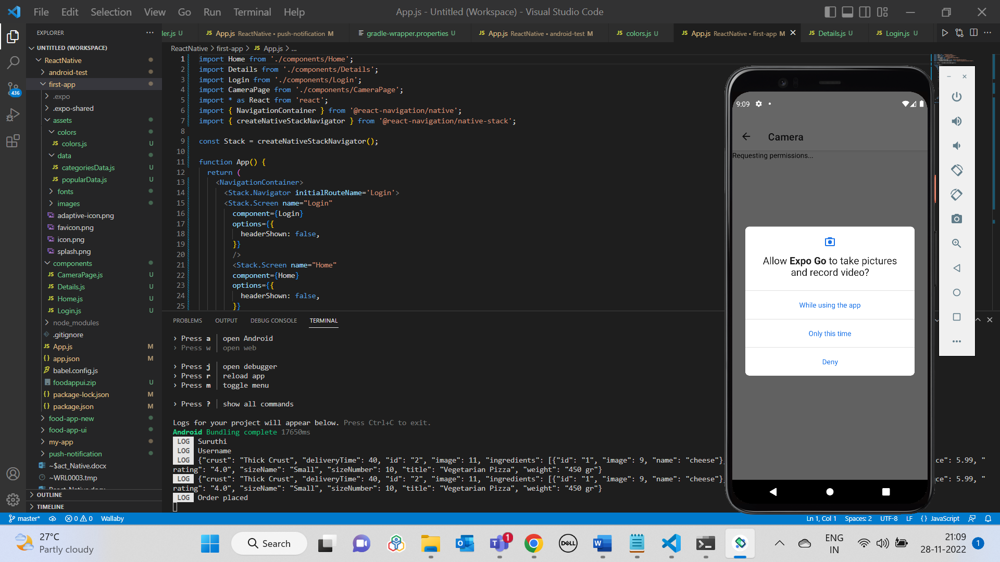 File Edit Selection View Go Run Terminal Help
App.js - Untitled (Workspace) - Visual Studio Code
EXPLORER
der.js U
JS App.js ReactNative • push-notification M
gradle-wrapper.properties U
JS App.js ReactNative • android-test M
JS colors.js U
JS App.js ReactNative • first-app M
JS Details.js U
JS Login.js U
UNTITLED (WORKSPACE)
ReactNative
android-test
first-app
.expo
.expo-shared
assets
colors
JS colors.js U
data
JS categoriesData.js U
JS popularData.js U
fonts
images
adaptive-icon.png
favicon.png
icon.png
splash.png
components
JS CameraPage.js U
JS Details.js U
JS Home.js U
JS Login.js U
node_modules
.gitignore
JS App.js M
{} app.json M
babel.config.js
foodappui.zip U
{} package-lock.json M
{} package.json M
food-app-new
food-app-ui
my-app
push-notification
~$act_Native.docx
~WRL0003.tmp
React_Native.docx
OUTLINE
TIMELINE
436
ReactNative > first-app > JS App.js > ...
1 import Home from './components/Home';
2 import Details from './components/Details';
3 import Login from './components/Login';
4 import CameraPage from './components/CameraPage';
5 import * as React from 'react';
6 import { NavigationContainer } from '@react-navigation/native';
7 import { createNativeStackNavigator } from '@react-navigation/native-stack';
8
9 const Stack = createNativeStackNavigator();
10
11 function App() {
12 return (
13 <NavigationContainer>
14 <Stack.Navigator initialRouteName='Login'>
15 <Stack.Screen name="Login"
16 component={Login}
17 options={{
18 headerShown: false,
19 }}
20 />
21 <Stack.Screen name="Home"
22 component={Home}
23 options={{
24 headerShown: false,
25 }}
PROBLEMS OUTPUT DEBUG CONSOLE TERMINAL
› Press a │ open Android
› Press w │ open web
› Press j │ open debugger
› Press r │ reload app
› Press m │ toggle menu
› Press ? │ show all commands
Logs for your project will appear below. Press Ctrl+C to exit.
Android Bundling complete 17650ms
LOG Suruthi
LOG Username
LOG {"crust": "Thick Crust", "deliveryTime": 40, "id": "2", "image": 11, "ingredients": [{"id": "1", "image": 9, "name": "cheese"}, ce": 5.99, "
rating": "4.0", "sizeName": "Small", "sizeNumber": 10, "title": "Vegetarian Pizza", "weight": "450 gr"}
LOG {"crust": "Thick Crust", "deliveryTime": 40, "id": "2", "image": 11, "ingredients": [{"id": "1", "image": 9, "name": "cheese"}, ce": 5.99, "
rating": "4.0", "sizeName": "Small", "sizeNumber": 10, "title": "Vegetarian Pizza", "weight": "450 gr"}
LOG Order placed
9:09
Camera
Requesting permissions...
Allow Expo Go to take pictures
and record video?
While using the app
Only this time
Deny
master* 0 0 Wallaby
Ln 1, Col 1 Spaces: 2 UTF-8 LF {} JavaScript
27°C
Partly cloudy
Search
1
DELL
ENG
IN
21:09
28-11-2022
1